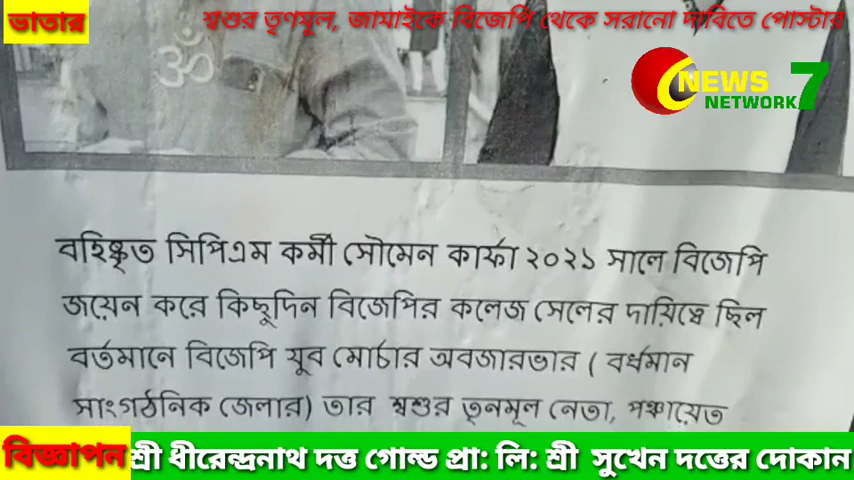 ভাতার
শ্বশুর তৃণমূল, জামাইকে বিজেপি থেকে সরানো দাবিতে পোস্টার
NEWS
NETWORK 7
ॐ
বহিষ্কৃত সিপিএম কর্মী সৌমেন কার্ফা ২০২১ সালে বিজেপি
জয়েন করে কিছুদিন বিজেপির কলেজ সেলের দায়িত্বে ছিল
বর্তমানে বিজেপি যুব মোর্চার অবজারভার ( বর্ধমান
সাংগঠনিক জেলার) তার শ্বশুর তৃনমূল নেতা, পঞ্চায়েত
বিজ্ঞাপন
শ্রী ধীরেন্দ্রনাথ দত্ত গোল্ড প্রা: লি: শ্রী সুখেন দত্তের দোকান